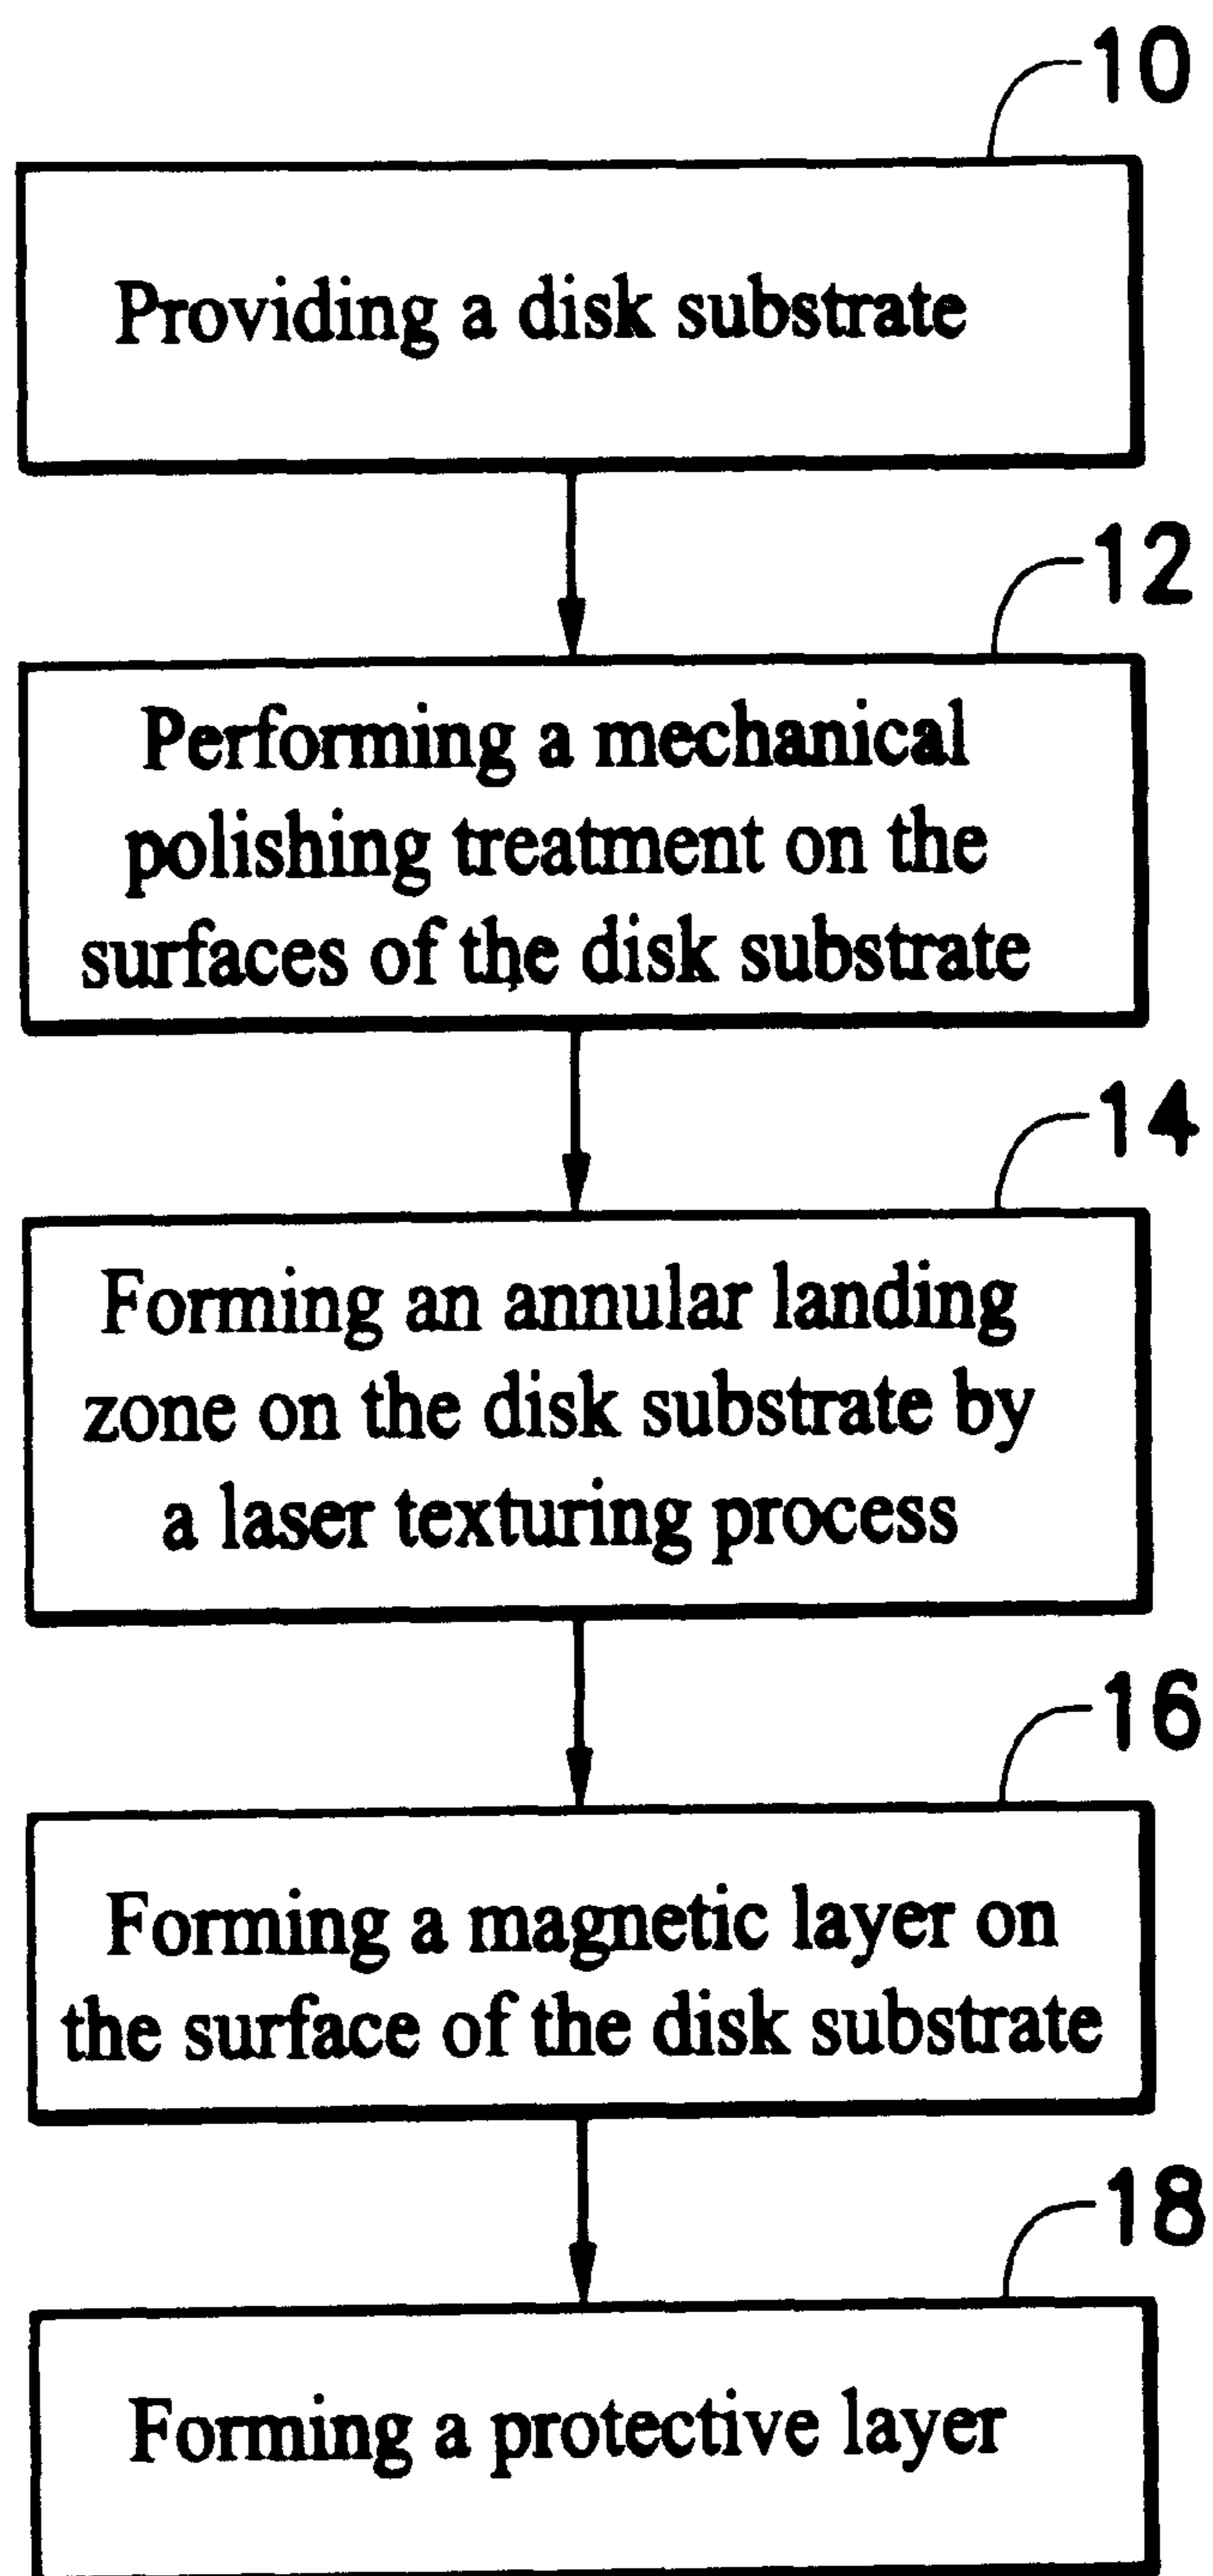 10
Providing a disk substrate
12
Performing a mechanical
polishing treatment on the
surfaces of the disk substrate
14
Forming an annular landing
zone on the disk substrate by
a laser texturing process
16
Forming a magnetic layer on
the surface of the disk substrate
18
Forming a protective layer